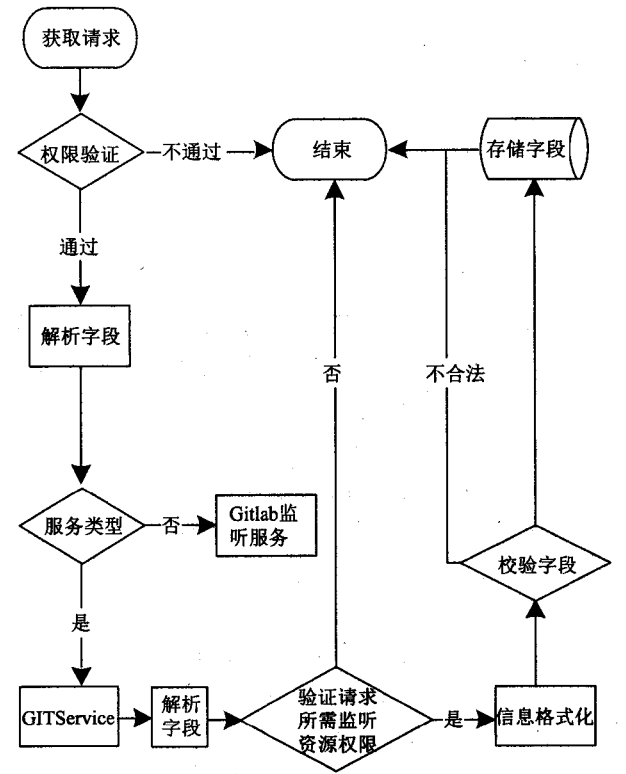 获取请求
权限验证
不通过
结束
存储字段
通过
解析字段
否
不合法
服务类型
否
Gitlab监
听服务
校验字段
是
GITService
解析
字段
验证请求
所需监听
资源权限
是
信息格式化